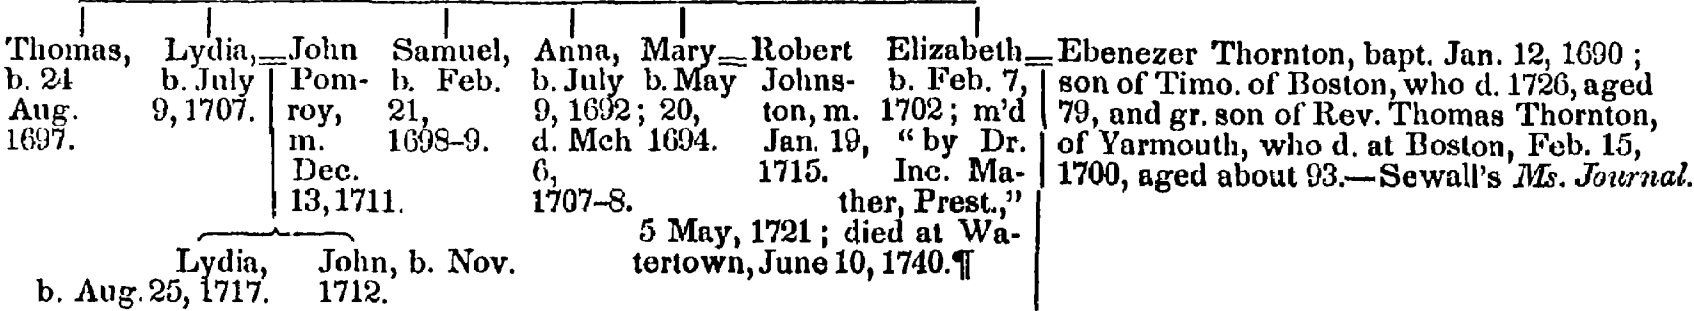 Thomas,
b. 24
Aug.
1697.
Lydia,
b. July
9, 1707.
=John
Pom-
roy,
m.
Dec.
13, 1711.
Samuel,
b. Feb.
21,
1698-9.
Anna,
b. July
9, 1692;
d. Mch
6,
1707-8.
Mary
b. May
20,
1694.
=Robert
Johns-
ton, m.
Jan. 19,
1715.
Elizabeth
b. Feb. 7,
1702; m'd
"by Dr.
Inc. Ma-
ther, Prest.,"
5 May, 1721; died at Wa-
tertown, June 10, 1740.¶
=Ebenezer Thornton, bapt. Jan. 12, 1690;
son of Timo. of Boston, who d. 1726, aged
79, and gr. son of Rev. Thomas Thornton,
of Yarmouth, who d. at Boston, Feb. 15,
1700, aged about 93.—Sewall's Ms. Journal.
Lydia,
b. Aug. 25, 1717.
John, b. Nov.
1712.